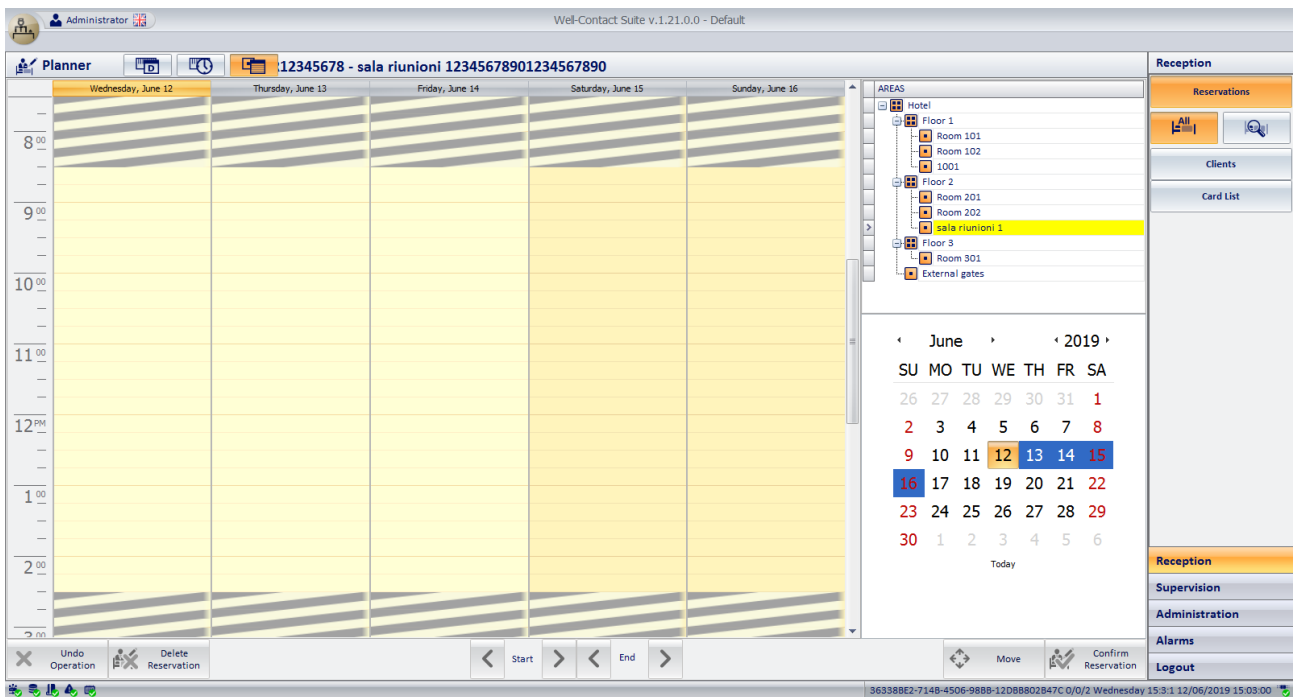 Administrator
Well-Contact Suite v.1.21.0.0 - Default
Planner
D
12345678 - sala riunioni 12345678901234567890
Reception
Wednesday, June 12
Thursday, June 13
Friday, June 14
Saturday, June 15
Sunday, June 16
8 00
9 00
10 00
11 00
12 PM
1 00
2 00
3 00
AREAS
Hotel
Floor 1
Room 101
Room 102
1001
Floor 2
Room 201
Room 202
sala riunioni 1
Floor 3
Room 301
External gates
June 2019
SU MO TU WE TH FR SA
26 27 28 29 30 31 1
2 3 4 5 6 7 8
9 10 11 12 13 14 15
16 17 18 19 20 21 22
23 24 25 26 27 28 29
30 1 2 3 4 5 6
Today
Reservations
All
Clients
Card List
Reception
Supervision
Administration
Alarms
Logout
Undo
Operation
Delete
Reservation
Start
End
Move
Confirm
Reservation
36338BE2-714B-4506-98BB-12DBB802B47C 0/0/2 Wednesday 15:3:1 12/06/2019 15:03:00